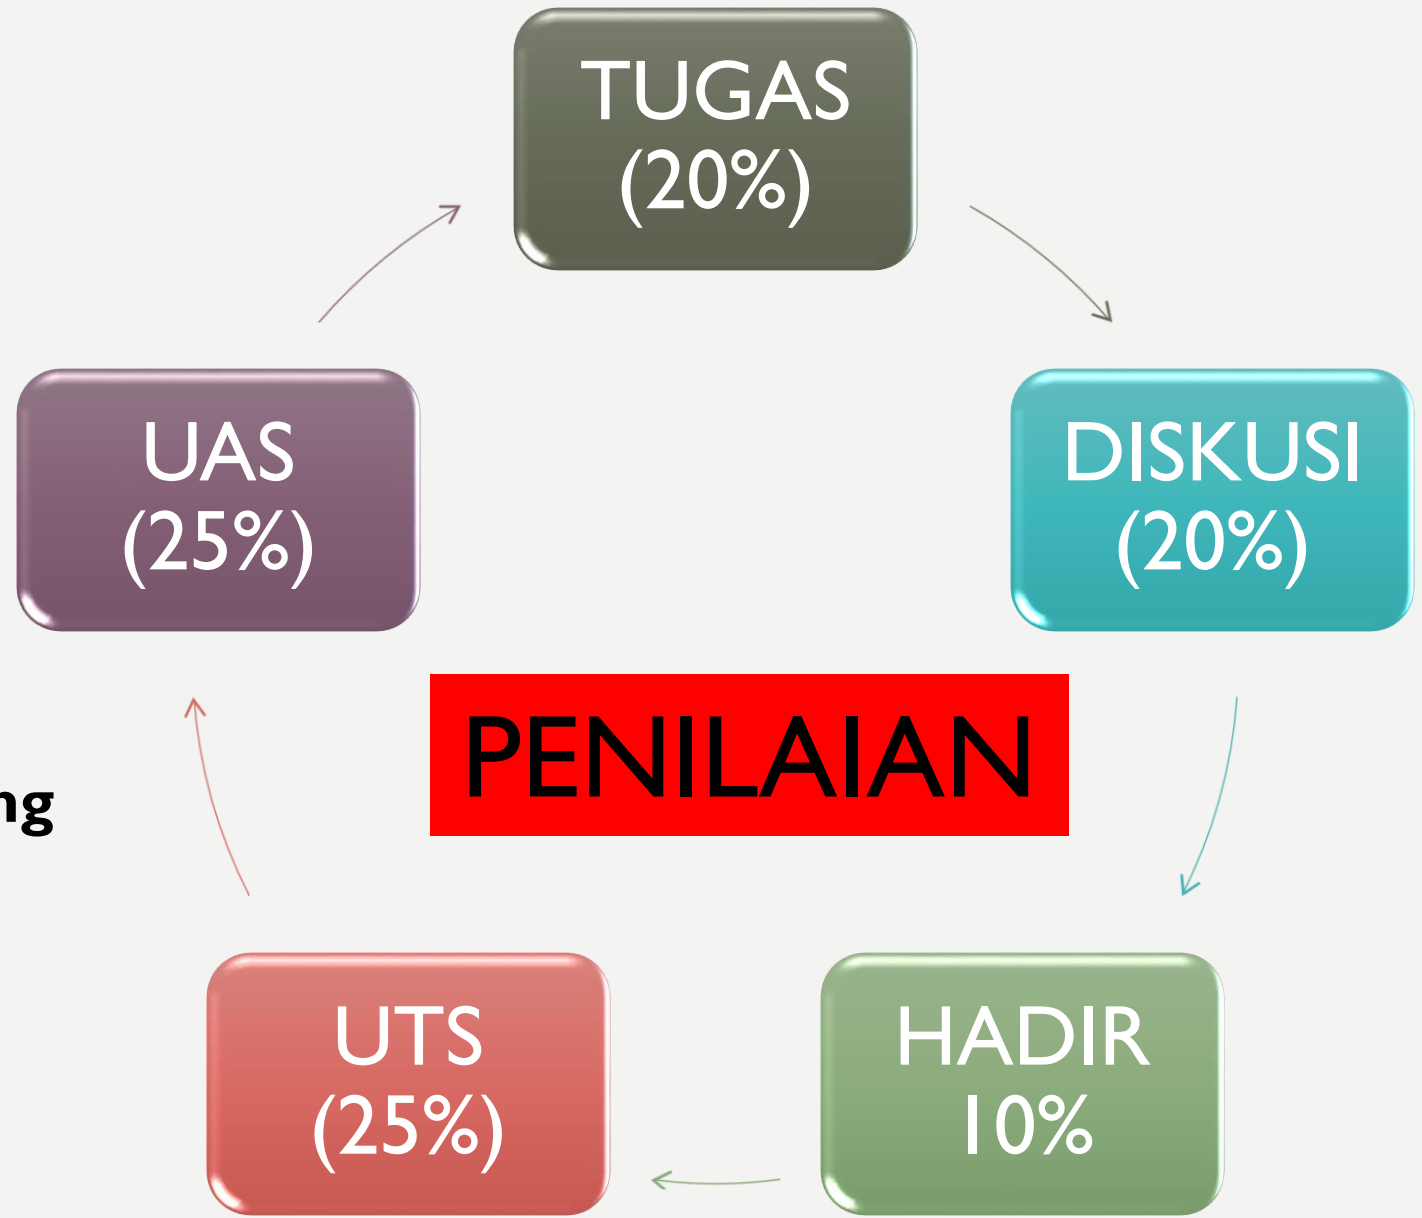 TUGAS
(20%)
DISKUSI
(20%)
HADIR
10%
UTS
(25%)
UAS
(25%)
PENILAIAN